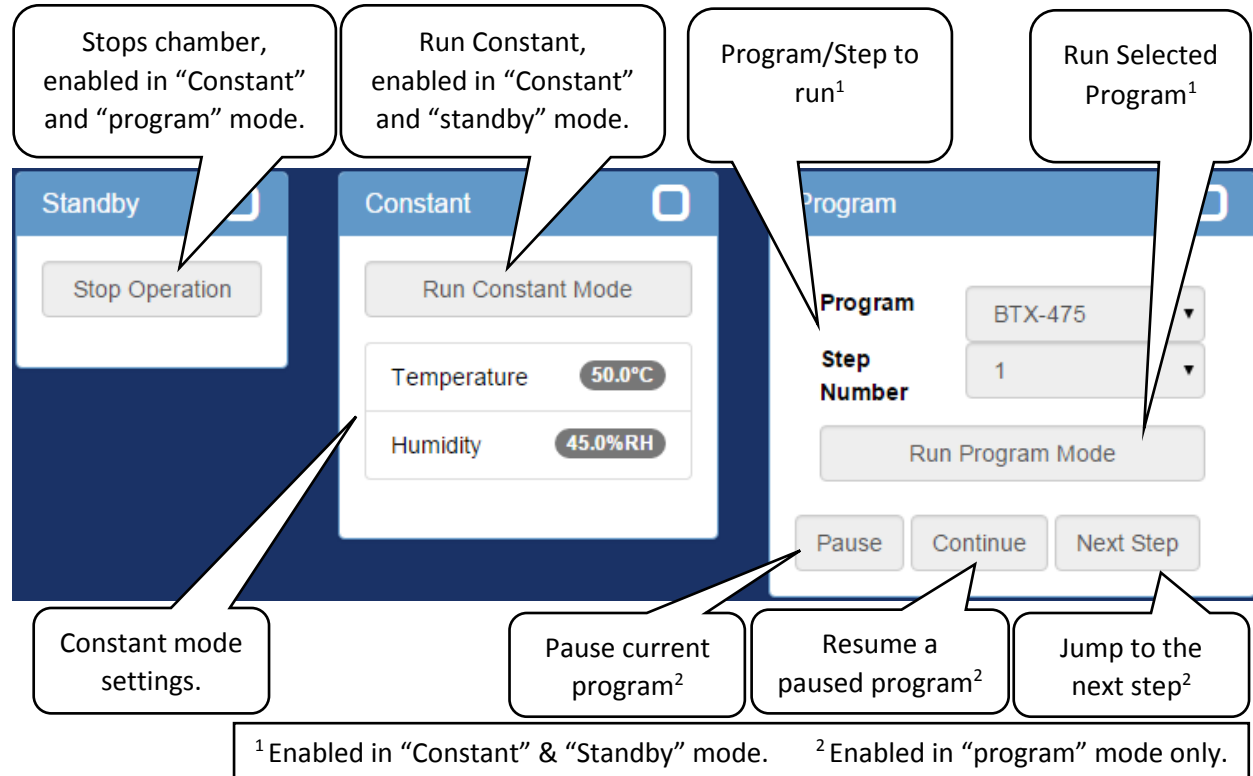 Stops chamber,
enabled in “Constant”
and “program” mode.
Run Constant,
enabled in “Constant”
and “standby” mode.
Program/Step to
run¹
Run Selected
Program¹
Standby
Stop Operation
Constant
Run Constant Mode
Temperature 50.0°C
Humidity 45.0%RH
Program
Program BTX-475
Step
Number
1
Run Program Mode
Pause Continue Next Step
Constant mode
settings.
Pause current
program²
Resume a
paused program²
Jump to the
next step²
¹ Enabled in “Constant” & “Standby” mode. ² Enabled in “program” mode only.